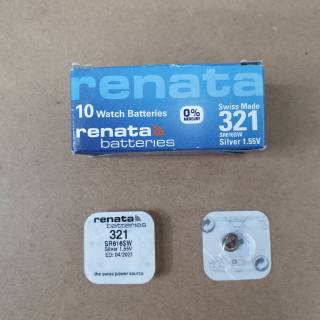 renata
10 Watch Batteries
0%
MERCURY
Swiss Made
321
SR616SW
Silver 1.55V
renata
batteries
renata
batteries
321
SR616SW
Silver 1.55V
ED: 04/2021
the swiss power source